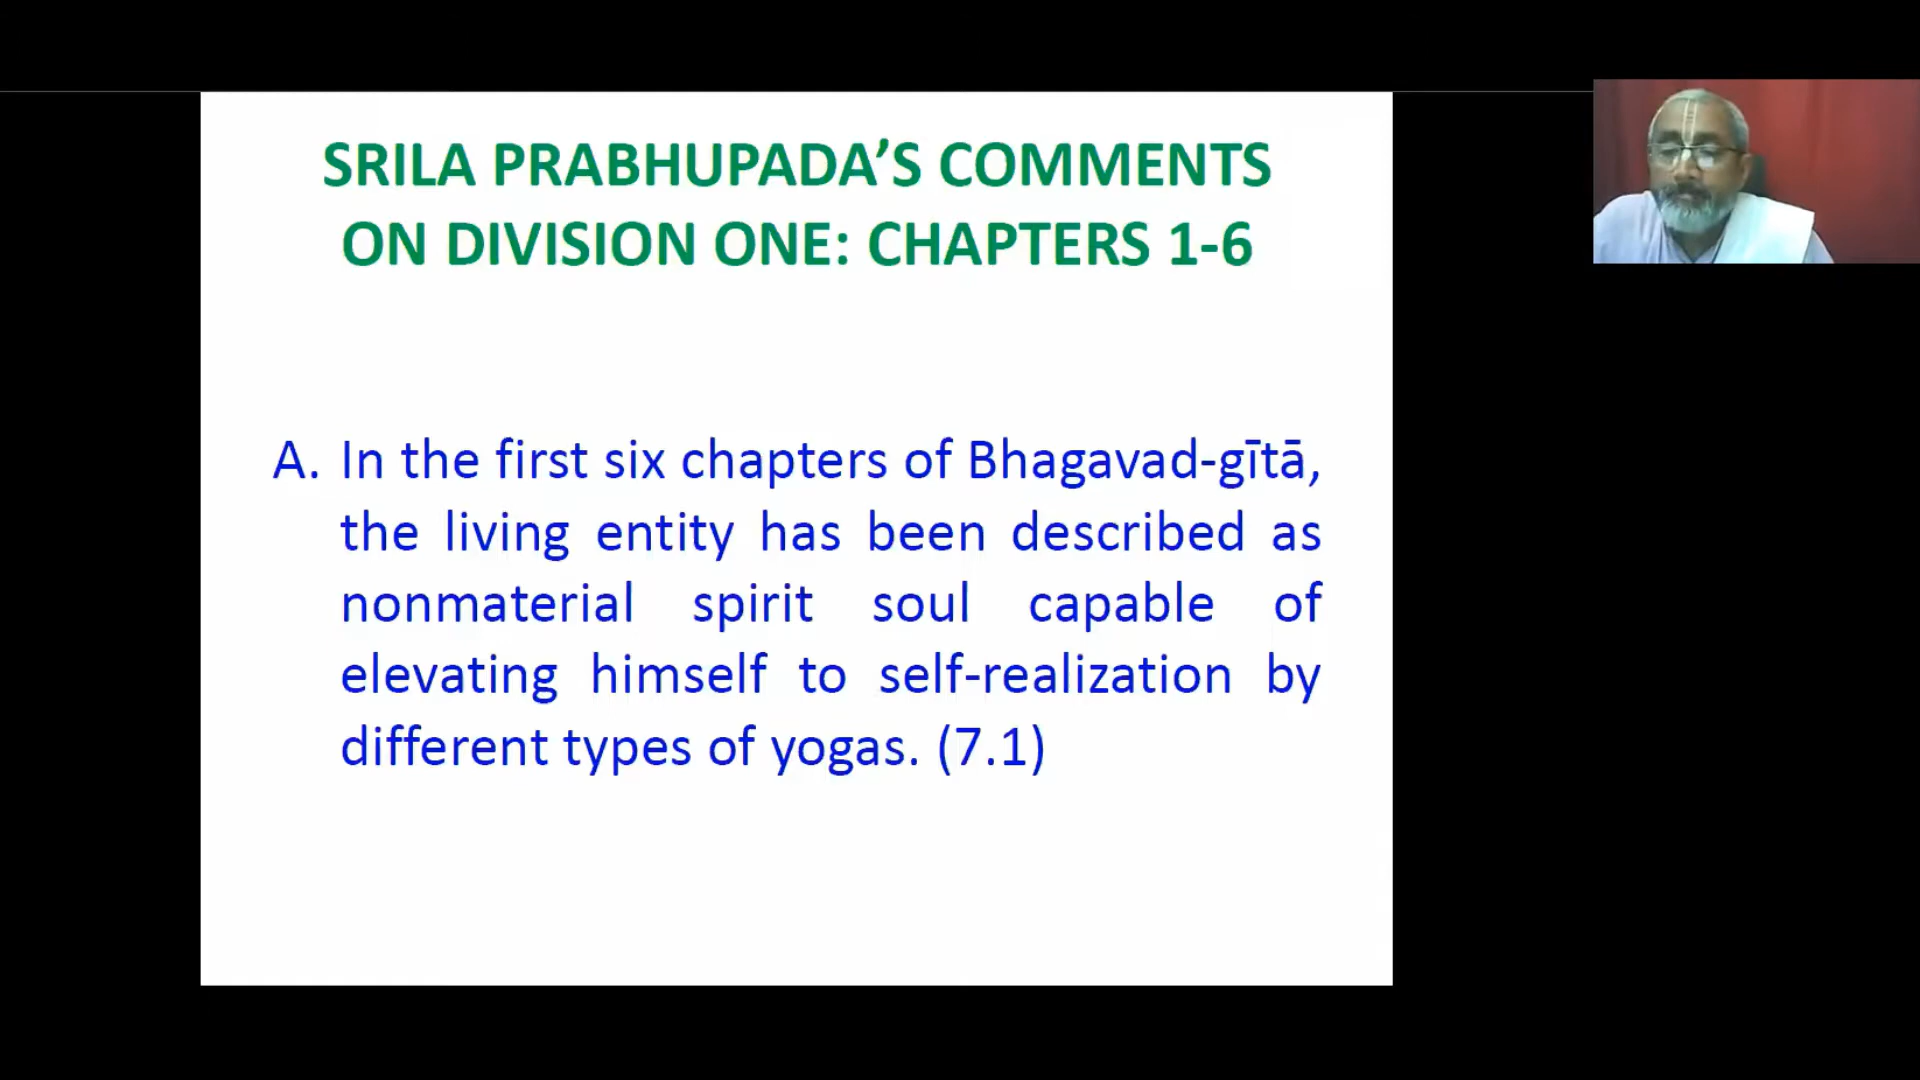 SRILA PRABHUPADA’S COMMENTS
ON DIVISION ONE: CHAPTERS 1-6
A. In the first six chapters of Bhagavad-gītā,
the living entity has been described as
nonmaterial spirit soul capable of
elevating himself to self-realization by
different types of yogas. (7.1)